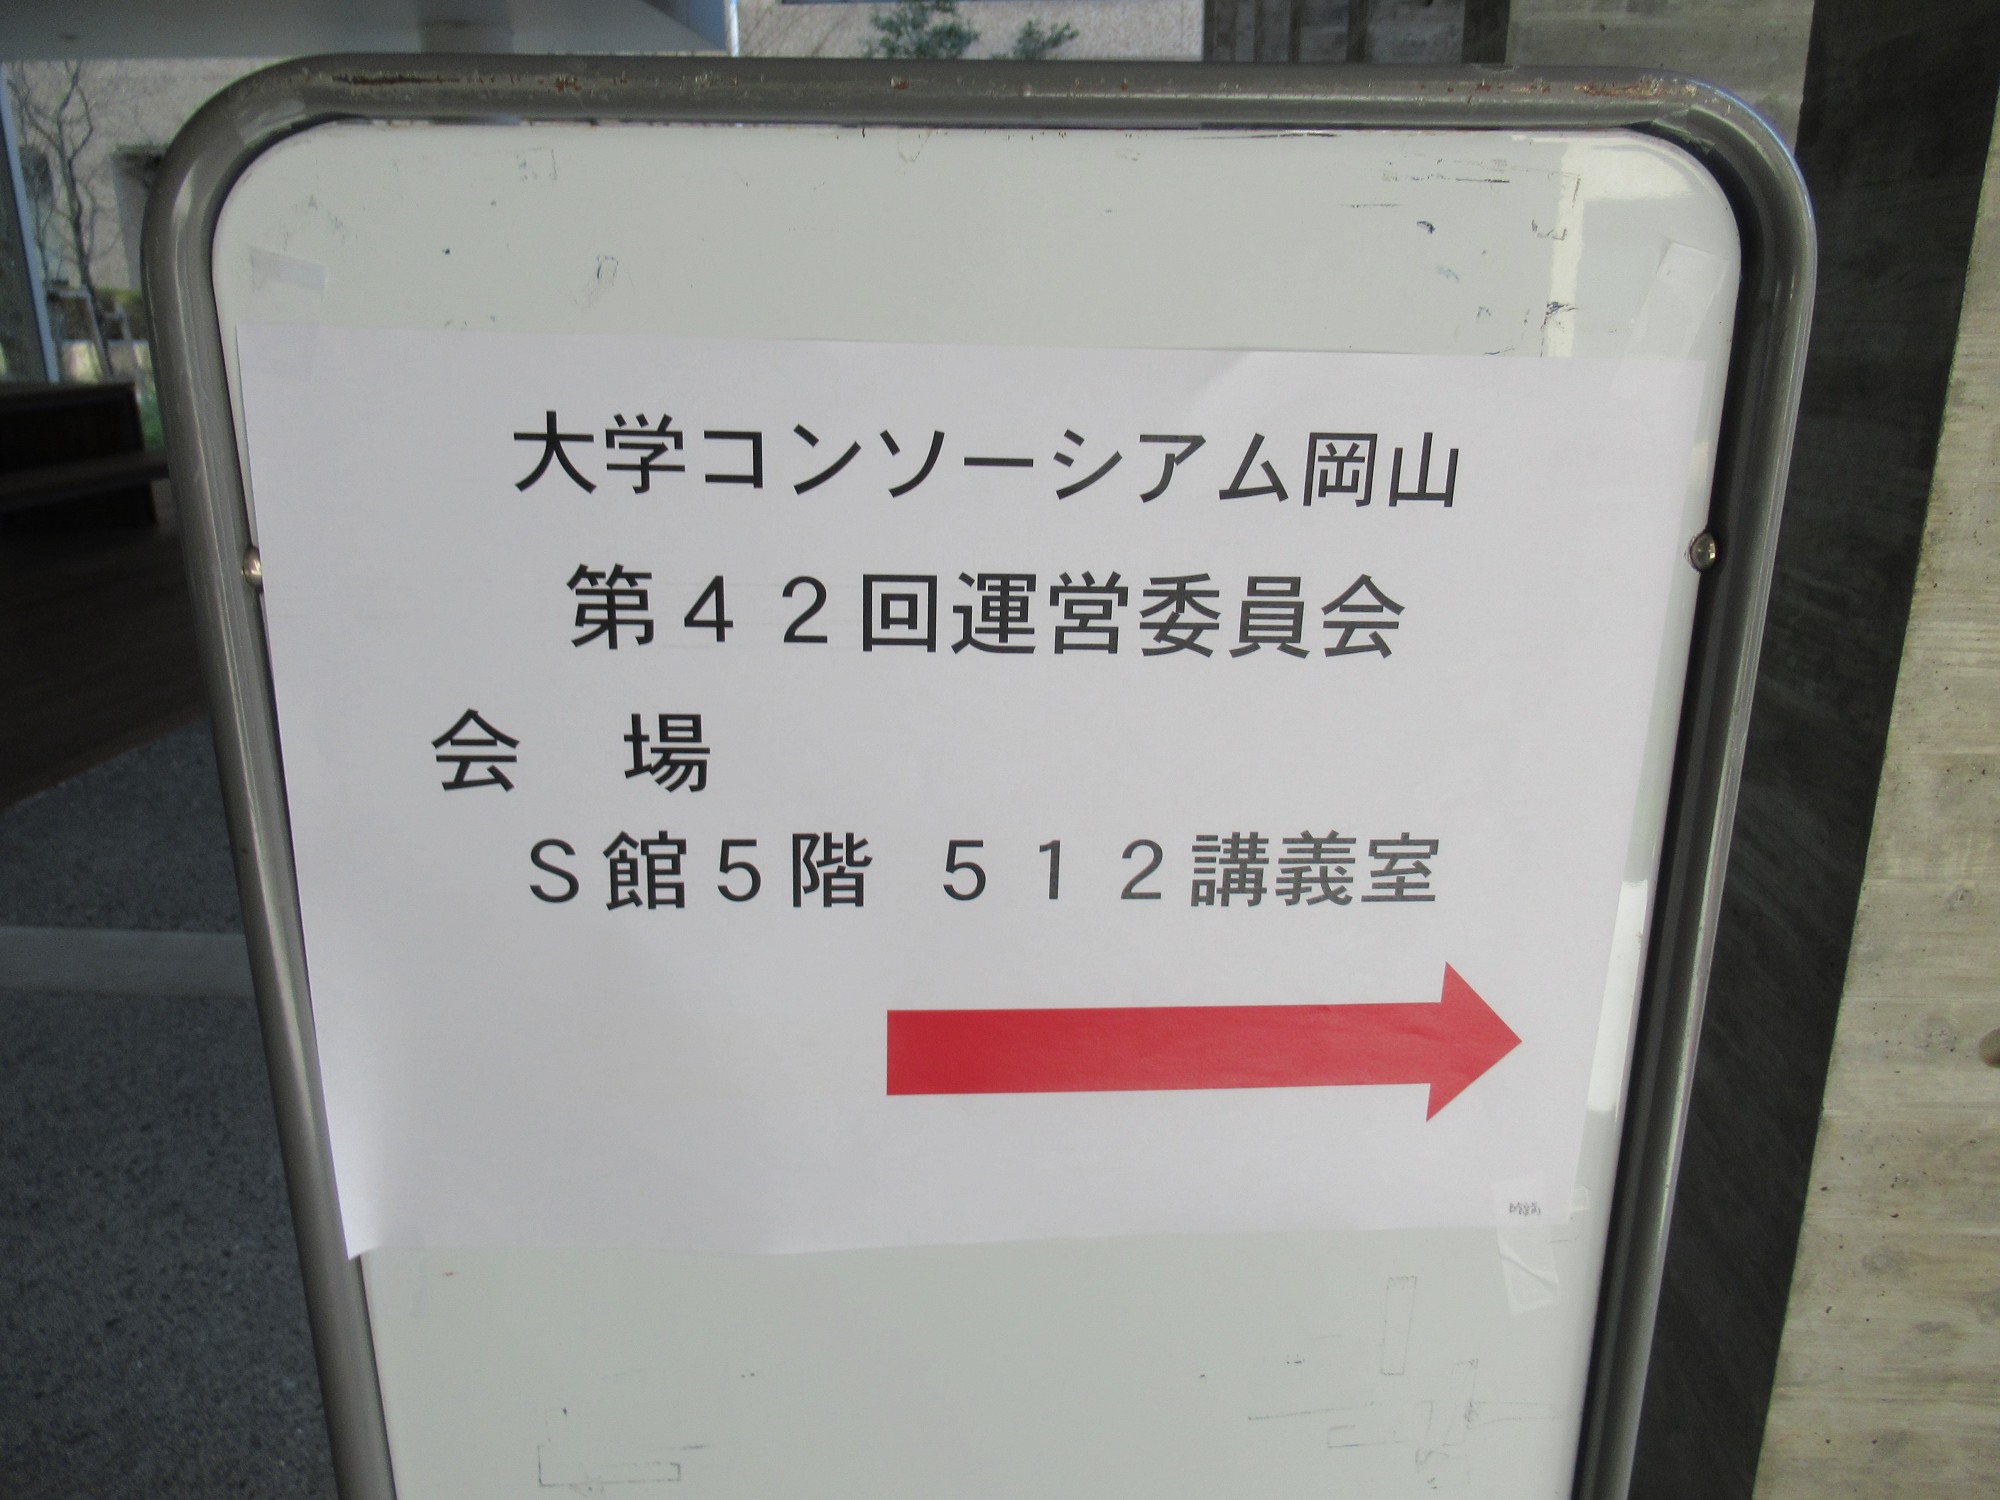 大学コンソーシアム岡山
第４２回運営委員会
会　場
Ｓ館５階　５１２講義室